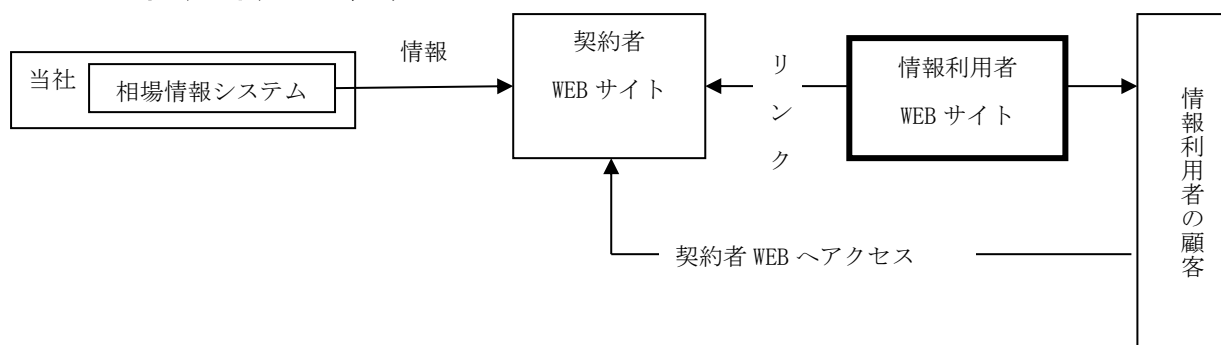 当社
相場情報システム
情報
契約者
WEB サイト
リンク
情報利用者
WEB サイト
情報利用者の顧客
契約者 WEB へアクセス